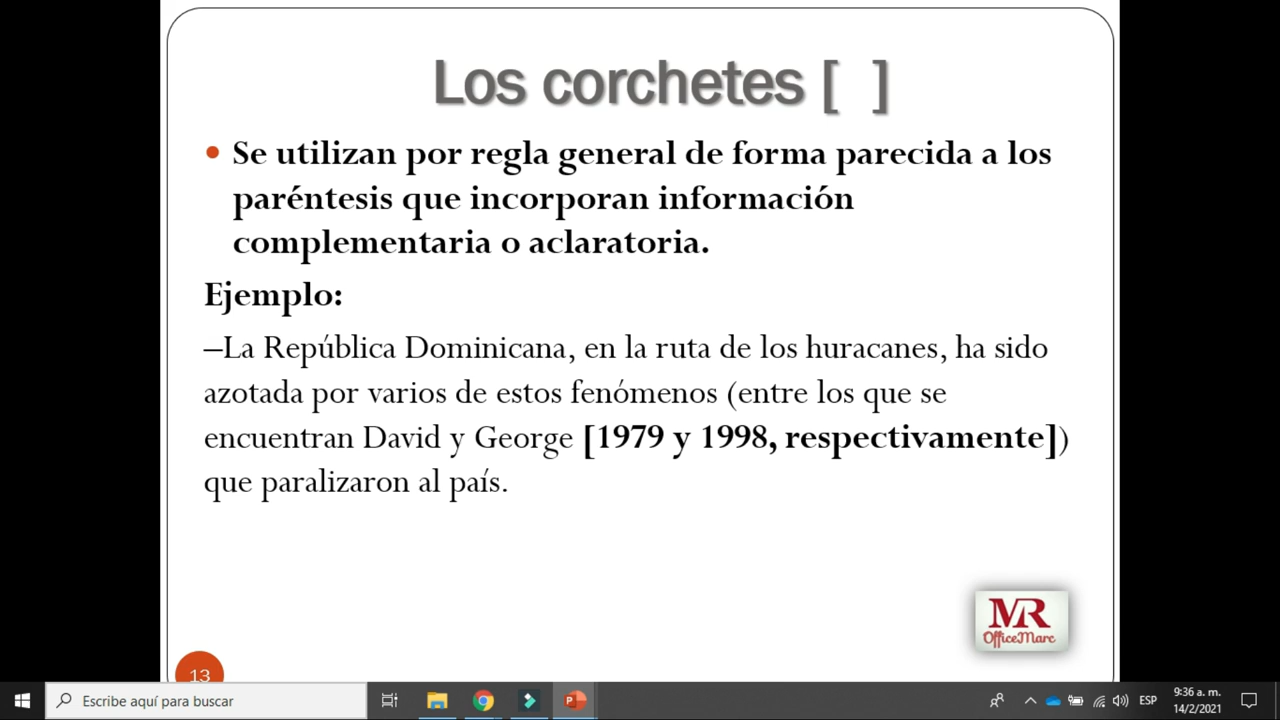 Los corchetes [ ]
• Se utilizan por regla general de forma parecida a los
paréntesis que incorporan información
complementaria o aclaratoria.
Ejemplo:
–La República Dominicana, en la ruta de los huracanes, ha sido
azotada por varios de estos fenómenos (entre los que se
encuentran David y George [1979 y 1998, respectivamente])
que paralizaron al país.
MR
OfficeMarc
13
Escribe aquí para buscar
ESP
9:36 a. m.
14/2/2021